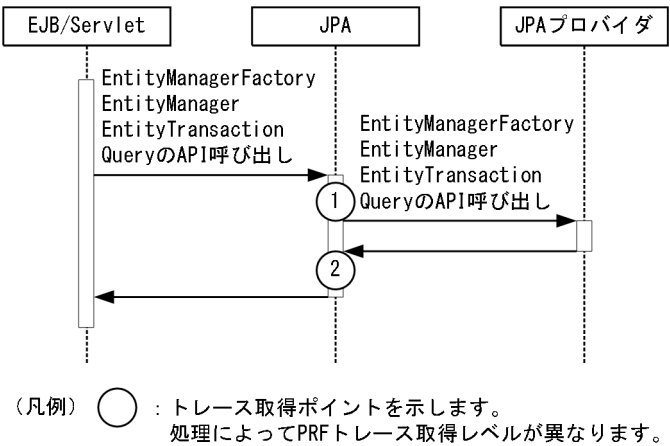 EJB/Servlet
JPA
JPAプロバイダ
EntityManagerFactory
EntityManager
EntityTransaction
QueryのAPI呼び出し
EntityManagerFactory
EntityManager
EntityTransaction
QueryのAPI呼び出し
1
2
（凡例）　：トレース取得ポイントを示します。
処理によってPRFトレース取得レベルが異なります。